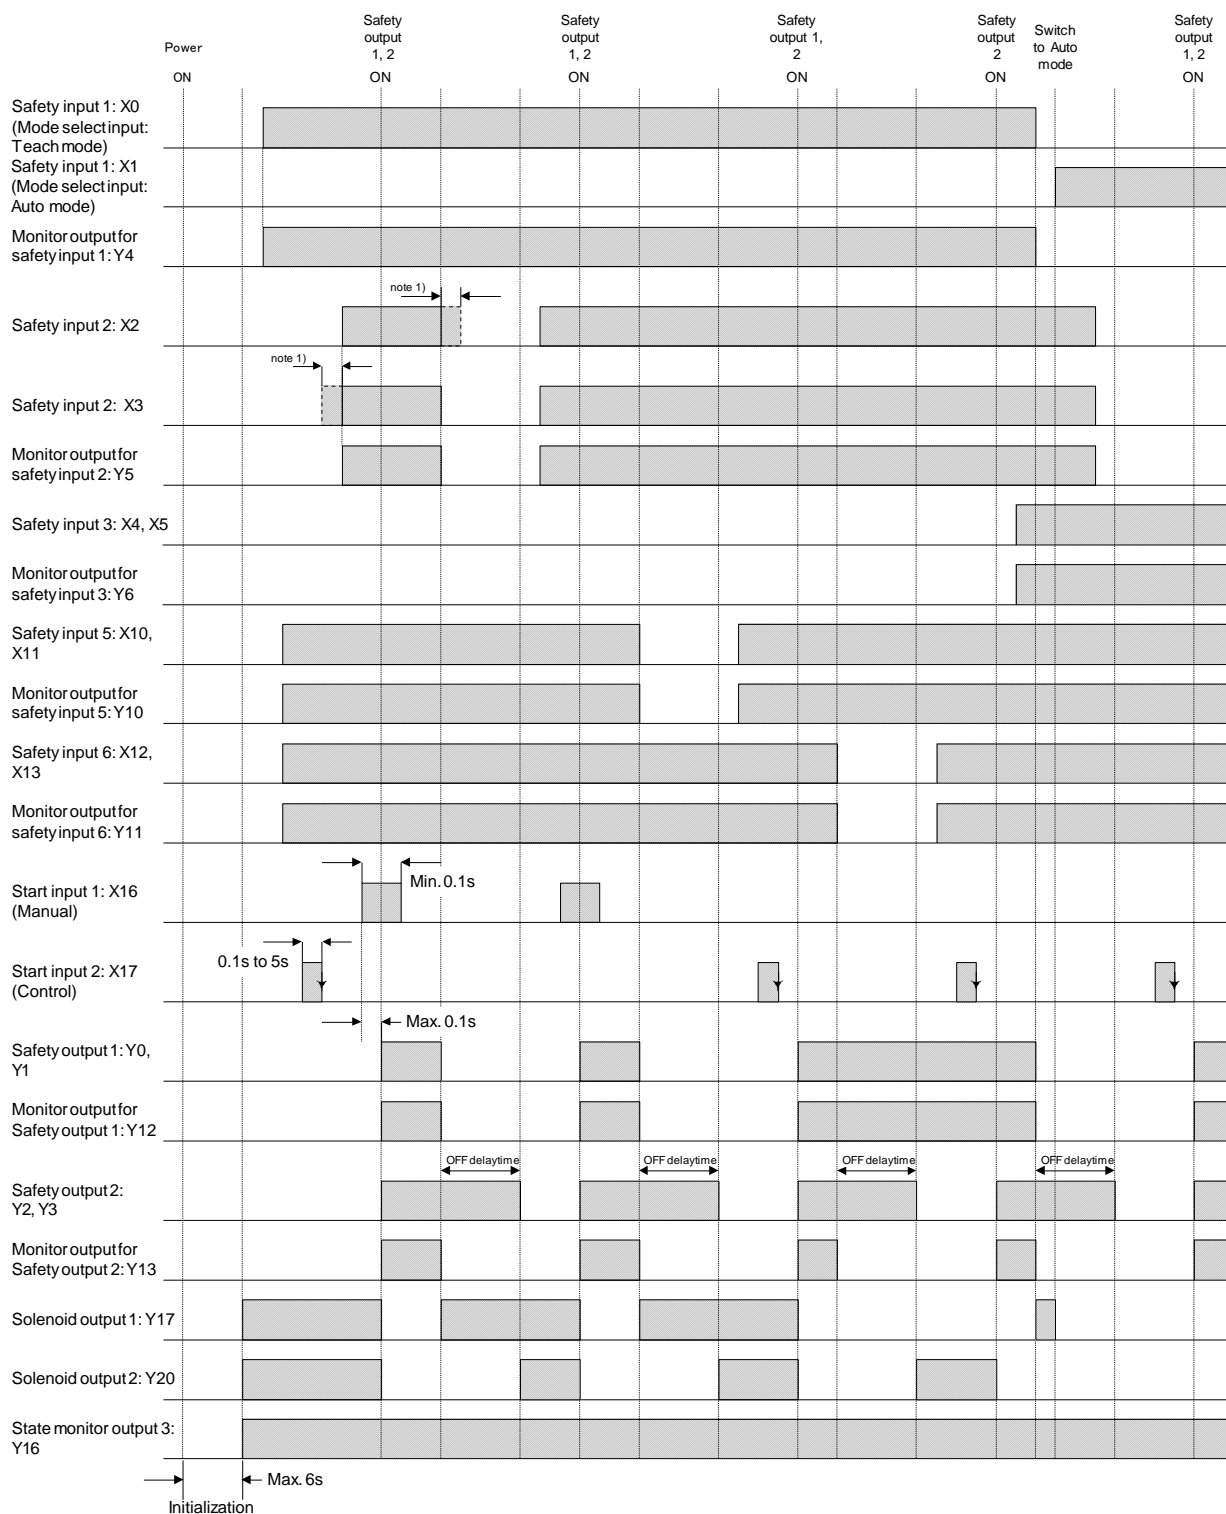 Power
ON
Safety
output
1, 2
ON
Safety
output
1, 2
ON
Safety
output 1,
2
ON
Safety
output
2
ON
Switch
to Auto
mode
Safety
output
1, 2
ON
Safety input 1: X0
(Mode select input:
Teach mode)
Safety input 1: X1
(Mode select input:
Auto mode)
Monitor output for
safety input 1: Y4
note 1)
Safety input 2: X2
note 1)
Safety input 2: X3
Monitor output for
safety input 2: Y5
Safety input 3: X4, X5
Monitor output for
safety input 3: Y6
Safety input 5: X10,
X11
Monitor output for
safety input 5: Y10
Safety input 6: X12,
X13
Monitor output for
safety input 6: Y11
Start input 1: X16
(Manual)
Min. 0.1s
Start input 2: X17
(Control)
0.1s to 5s
Max. 0.1s
Safety output 1: Y0,
Y1
Monitor output for
Safety output 1: Y12
OFF delay time
OFF delay time
OFF delay time
OFF delay time
Safety output 2:
Y2, Y3
Monitor output for
Safety output 2: Y13
Solenoid output 1: Y17
Solenoid output 2: Y20
State monitor output 3:
Y16
Max. 6s
Initialization